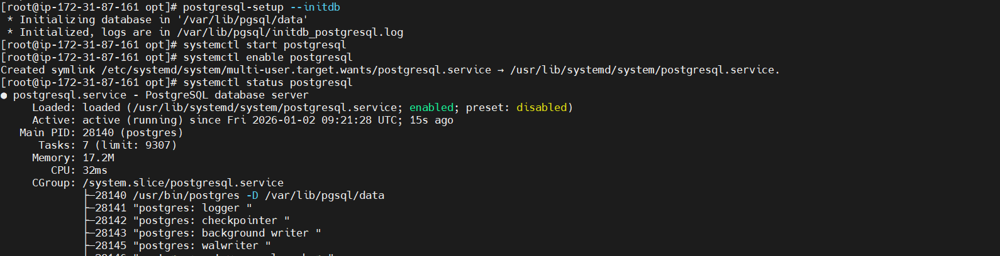 [root@ip-172-31-87-161 opt]# postgresql-setup --initdb
 * Initializing database in '/var/lib/pgsql/data'
 * Initialized, logs are in /var/lib/pgsql/initdb_postgresql.log
[root@ip-172-31-87-161 opt]# systemctl start postgresql
[root@ip-172-31-87-161 opt]# systemctl enable postgresql
Created symlink /etc/systemd/system/multi-user.target.wants/postgresql.service → /usr/lib/systemd/system/postgresql.service.
[root@ip-172-31-87-161 opt]# systemctl status postgresql
● postgresql.service - PostgreSQL database server
     Loaded: loaded (/usr/lib/systemd/system/postgresql.service; enabled; preset: disabled)
     Active: active (running) since Fri 2026-01-02 09:21:28 UTC; 15s ago
   Main PID: 28140 (postgres)
      Tasks: 7 (limit: 9307)
     Memory: 17.2M
        CPU: 32ms
     CGroup: /system.slice/postgresql.service
             ├─28140 /usr/bin/postgres -D /var/lib/pgsql/data
             ├─28141 "postgres: logger "
             ├─28142 "postgres: checkpointer "
             ├─28143 "postgres: background writer "
             ├─28145 "postgres: walwriter "